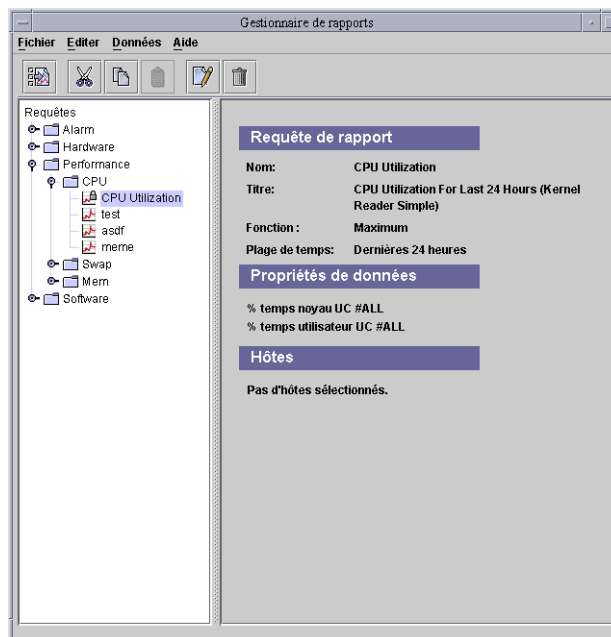 Gestionnaire de rapports
Fichier Editer Données Aide
Requêtes
Alarm
Hardware
Performance
CPU
CPU Utilization
test
asdf
meme
Swap
Mem
Software
Requête de rapport
Nom: CPU Utilization
Titre: CPU Utilization For Last 24 Hours (Kernel
Reader Simple)
Fonction : Maximum
Plage de temps: Dernières 24 heures
Propriétés de données
% temps noyau UC #ALL
% temps utilisateur UC #ALL
Hôtes
Pas d'hôtes sélectionnés.